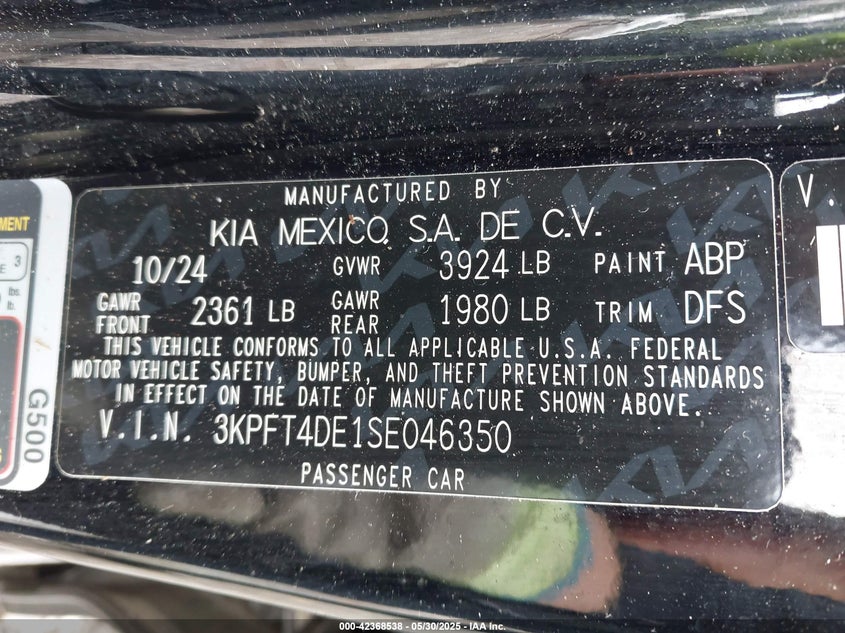 MANUFACTURED BY
KIA MEXICO, S.A. DE C.V.
10/24 GVWR 3924 LB PAINT ABP
GAWR FRONT 2361 LB GAWR REAR 1980 LB TRIM DFS
THIS VEHICLE CONFORMS TO ALL APPLICABLE U.S.A. FEDERAL
MOTOR VEHICLE SAFETY, BUMPER, AND THEFT PREVENTION STANDARDS
IN EFFECT ON THE DATE OF MANUFACTURE SHOWN ABOVE.
V.I.N. 3KPFT4DE1SE046350
PASSENGER CAR
G500
3
lbs.
lb.
V.
000-42368538 - 05/30/2025 - IAA Inc.